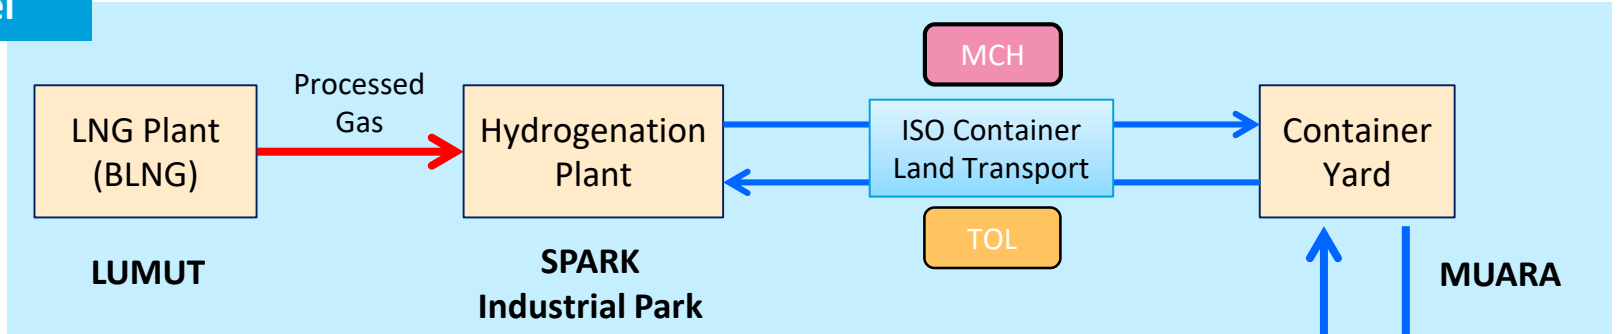 MCH
Processed
Gas
LNG Plant
(BLNG)
Hydrogenation
Plant
ISO Container
Land Transport
Container
Yard
TOL
LUMUT
SPARK
Industrial Park
MUARA